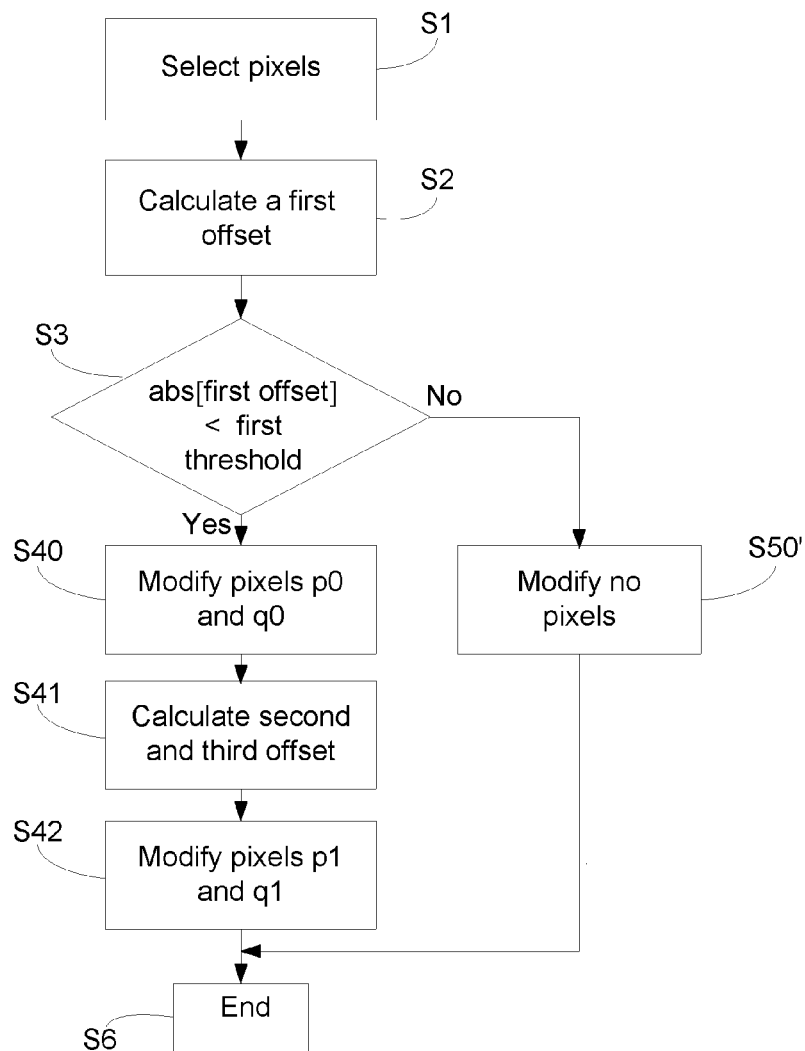 S1
Select pixels
S2
Calculate a first
offset
S3
abs[first offset]
< first
threshold
No
Yes
S40
Modify pixels p0
and q0
S50'
Modify no
pixels
S41
Calculate second
and third offset
S42
Modify pixels p1
and q1
End
S6